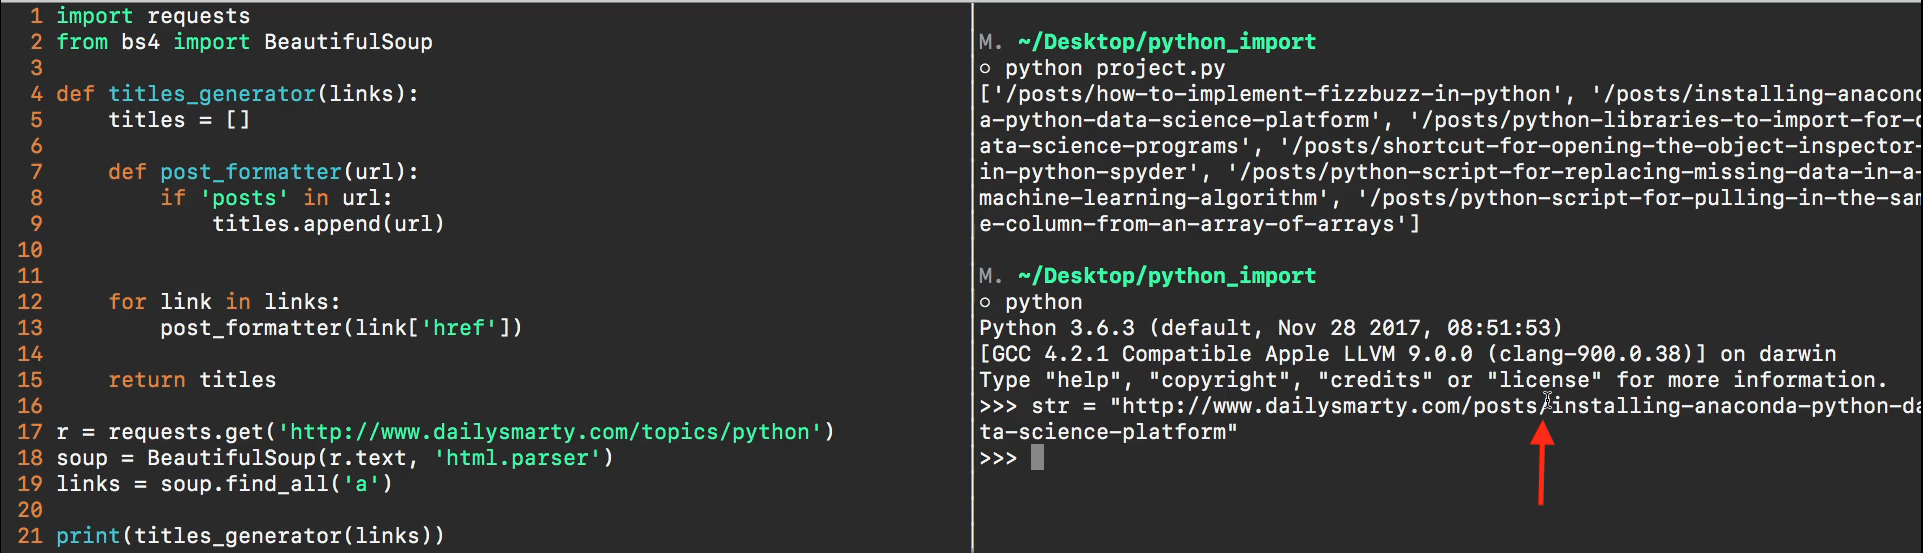 1 import requests
2 from bs4 import BeautifulSoup
3
4 def titles_generator(links):
5     titles = []
6
7     def post_formatter(url):
8         if 'posts' in url:
9             titles.append(url)
10
11
12     for link in links:
13         post_formatter(link['href'])
14
15     return titles
16
17 r = requests.get('http://www.dailysmarty.com/topics/python')
18 soup = BeautifulSoup(r.text, 'html.parser')
19 links = soup.find_all('a')
20
21 print(titles_generator(links))
M. ~/Desktop/python_import
○ python project.py
['/posts/how-to-implement-fizzbuzz-in-python', '/posts/installing-anacond
a-python-data-science-platform', '/posts/python-libraries-to-import-for-d
ata-science-programs', '/posts/shortcut-for-opening-the-object-inspector-
in-python-spyder', '/posts/python-script-for-replacing-missing-data-in-a-
machine-learning-algorithm', '/posts/python-script-for-pulling-in-the-sam
e-column-from-an-array-of-arrays']
M. ~/Desktop/python_import
○ python
Python 3.6.3 (default, Nov 28 2017, 08:51:53)
[GCC 4.2.1 Compatible Apple LLVM 9.0.0 (clang-900.0.38)] on darwin
Type "help", "copyright", "credits" or "license" for more information.
>>> str = "http://www.dailysmarty.com/posts/installing-anaconda-python-da
ta-science-platform"
>>>